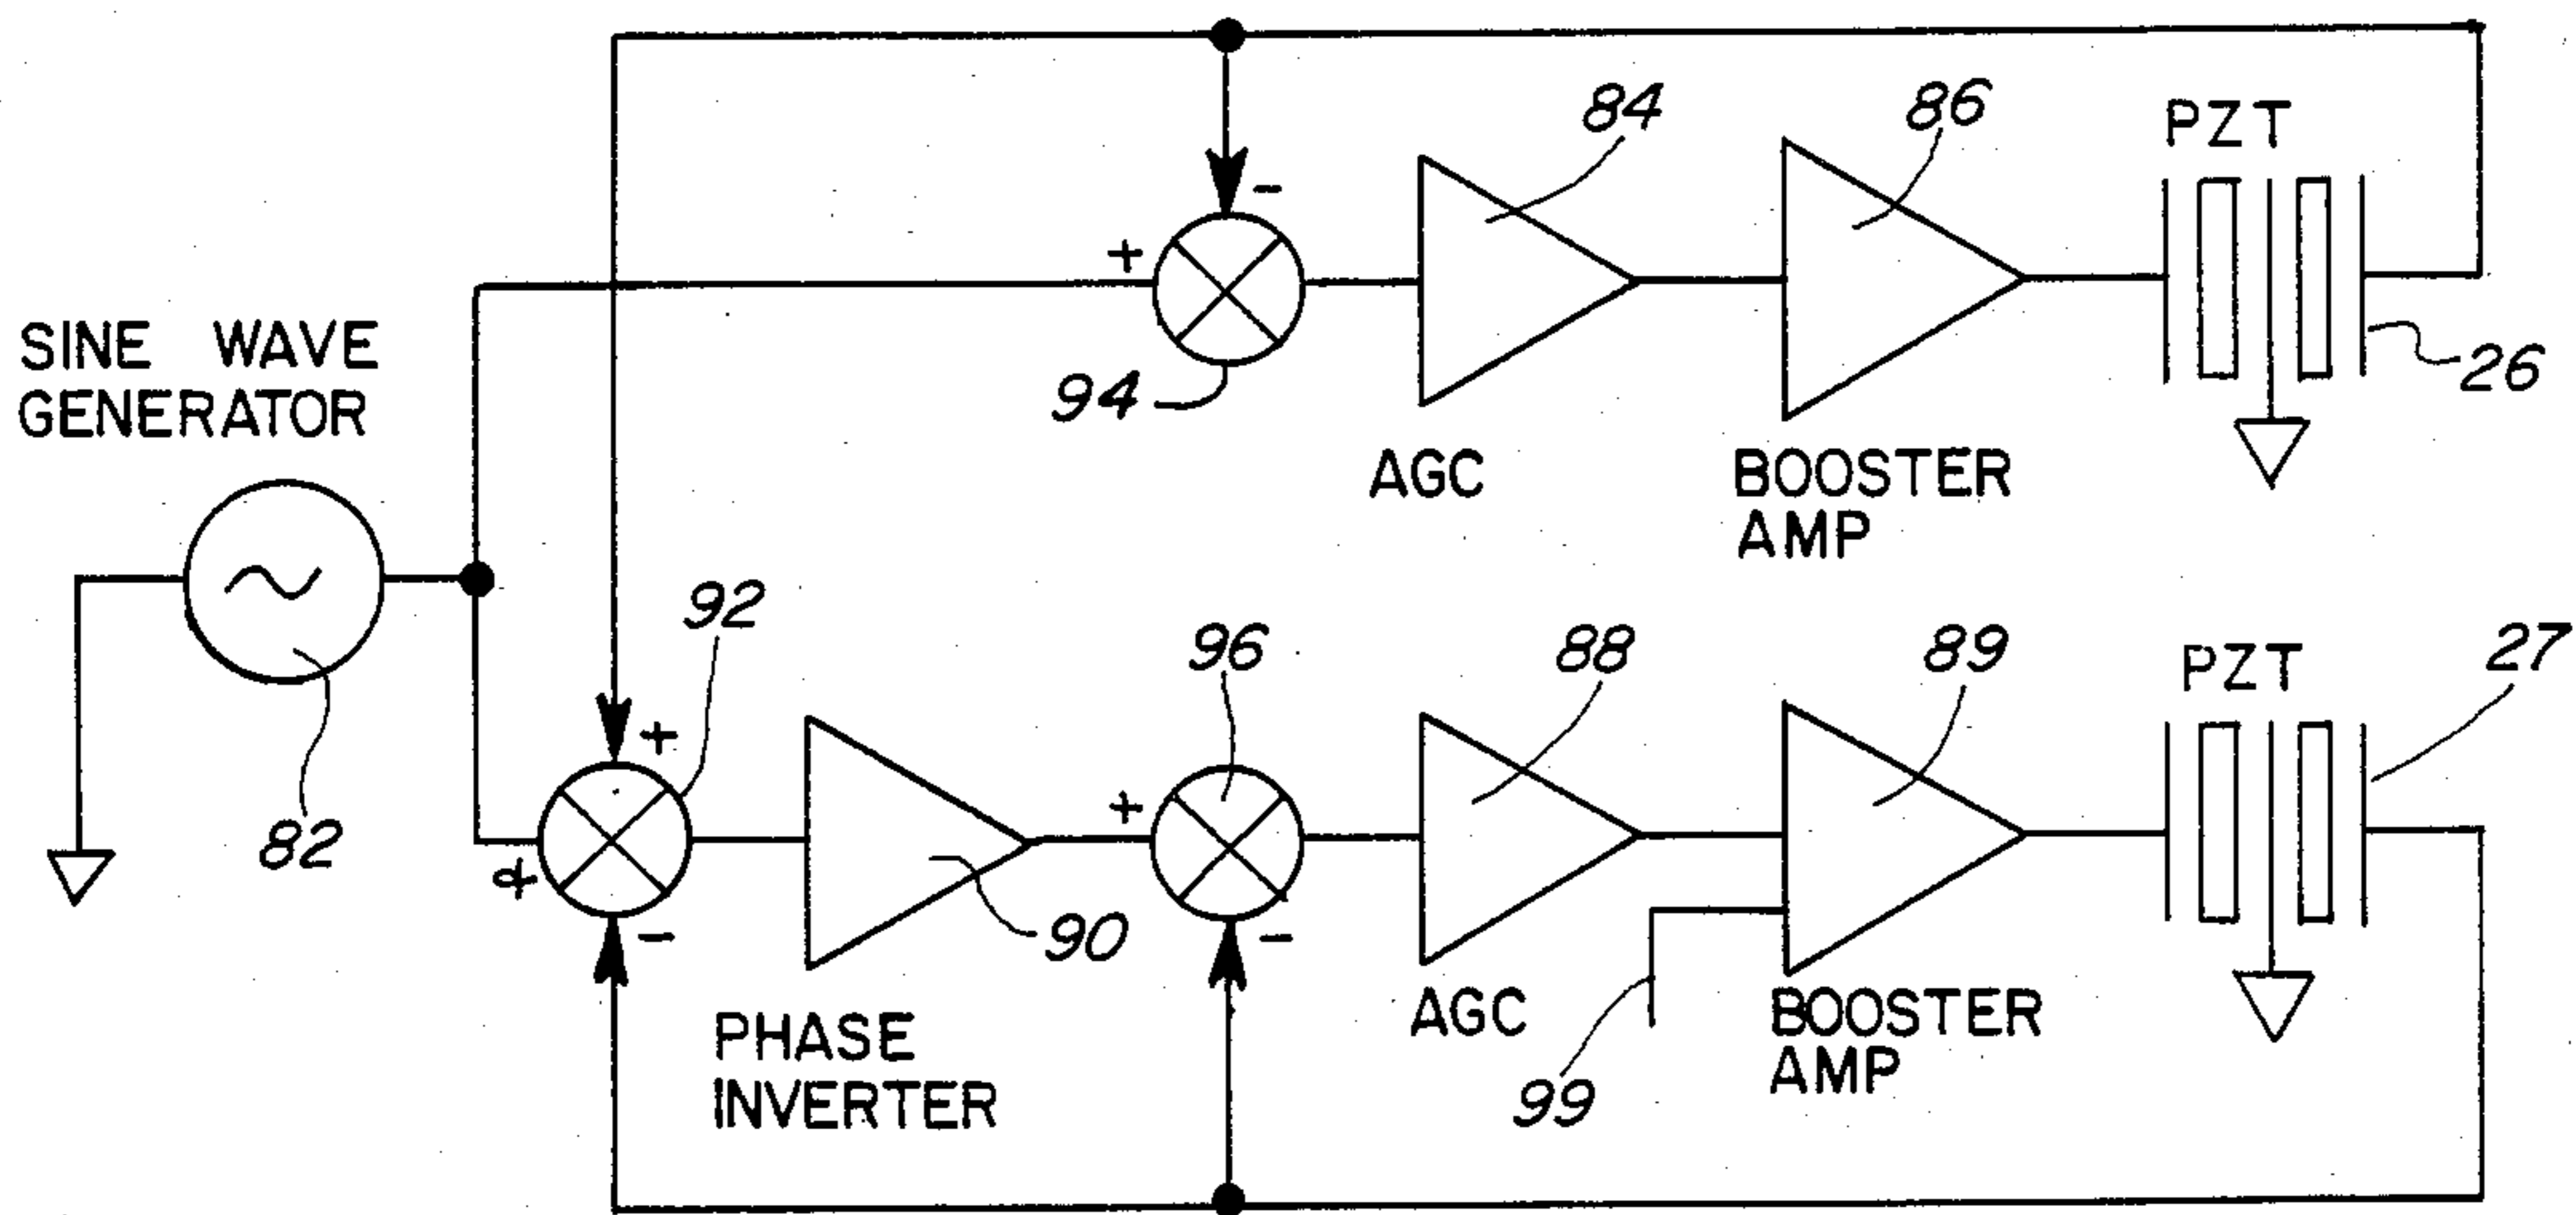 84
86
PZT
-
+
SINE WAVE
GENERATOR
94
26
AGC
BOOSTER
AMP
92
96
88
89
PZT
27
+
+
82
+
-
90
-
PHASE
INVERTER
AGC
99
BOOSTER
AMP